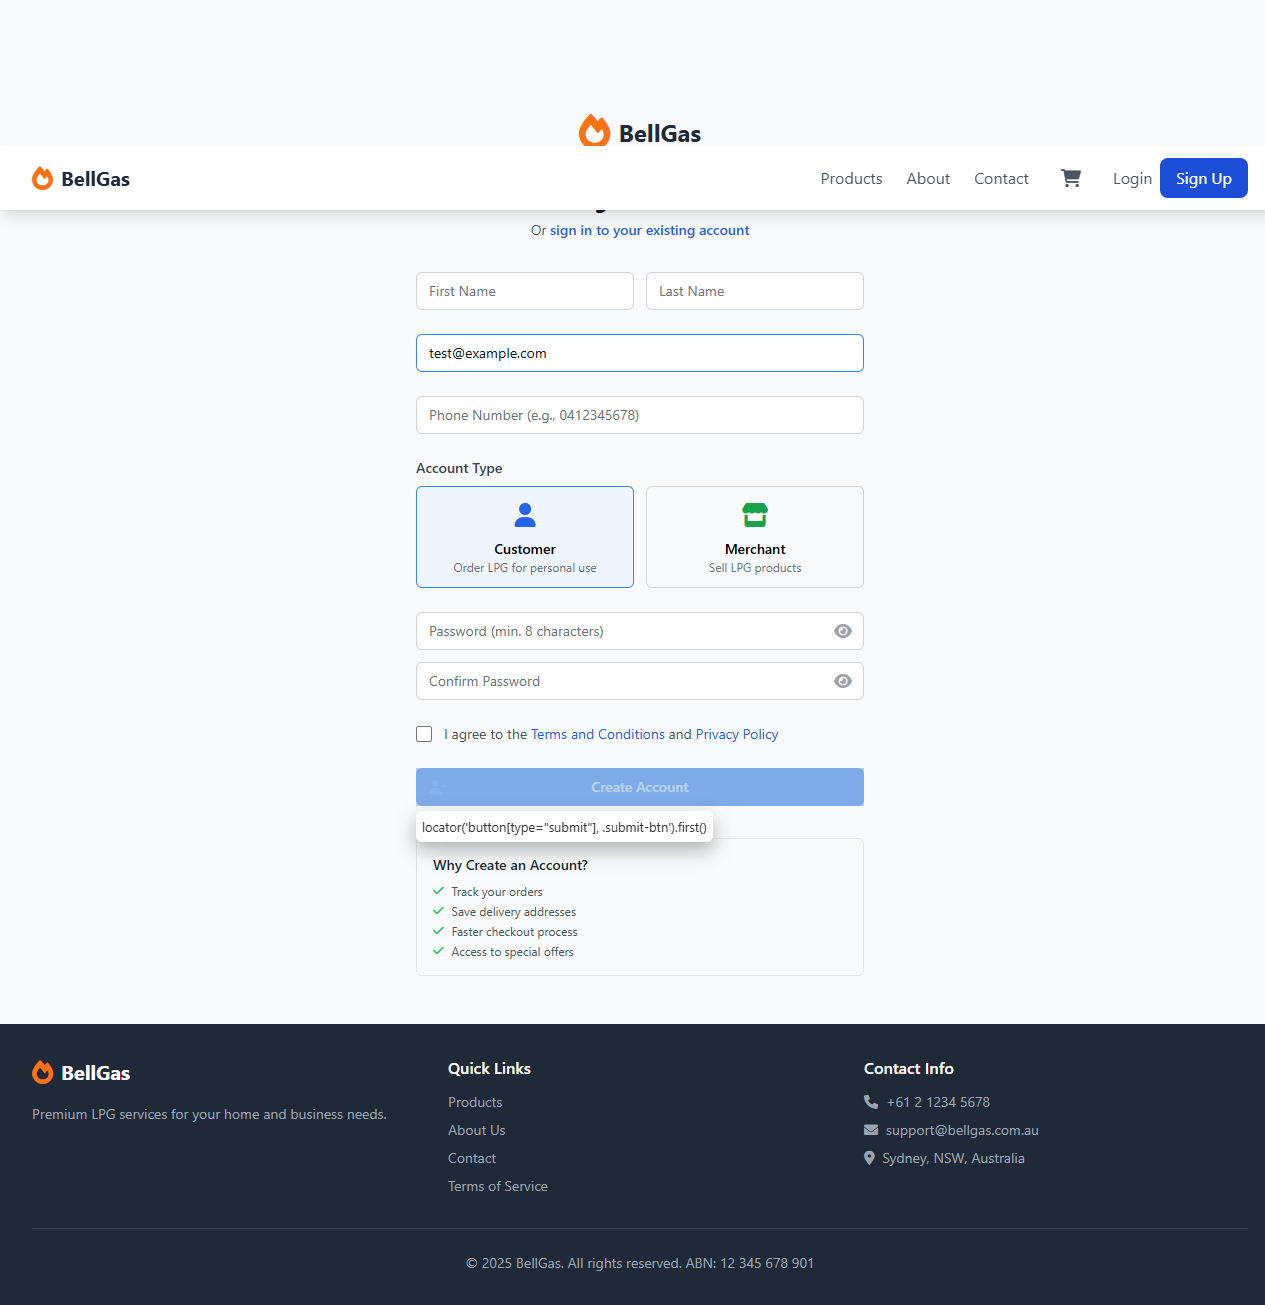 BellGas
BellGas
Products About Contact Login Sign Up
Or sign in to your existing account
First Name Last Name
test@example.com
Phone Number (e.g., 0412345678)
Account Type
Customer
Order LPG for personal use
Merchant
Sell LPG products
Password (min. 8 characters)
Confirm Password
I agree to the Terms and Conditions and Privacy Policy
Create Account
locator('button[type="submit"], .submit-btn').first()
Why Create an Account?
Track your orders
Save delivery addresses
Faster checkout process
Access to special offers
BellGas
Premium LPG services for your home and business needs.
Quick Links
Products
About Us
Contact
Terms of Service
Contact Info
+61 2 1234 5678
support@bellgas.com.au
Sydney, NSW, Australia
© 2025 BellGas. All rights reserved. ABN: 12 345 678 901